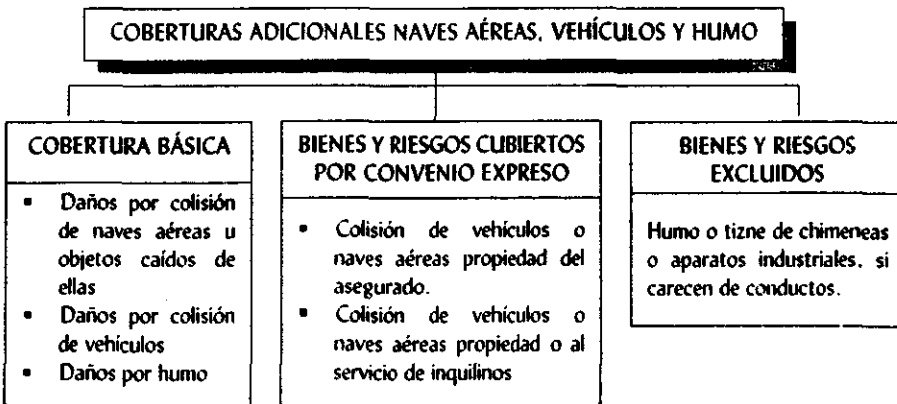 COBERTURAS ADICIONALES NAVES AÉREAS, VEHÍCULOS Y HUMO
COBERTURA BÁSICA
▪ Daños por colisión
de naves aéreas u
objetos caídos de
ellas
▪ Daños por colisión
de vehículos
▪ Daños por humo
BIENES Y RIESGOS CUBIERTOS
POR CONVENIO EXPRESO
▪ Colisión de vehículos o
naves aéreas propiedad del
asegurado.
▪ Colisión de vehículos o
naves aéreas propiedad o al
servicio de inquilinos
BIENES Y RIESGOS
EXCLUIDOS
Humo o tizne de chimeneas
o aparatos industriales, si
carecen de conductos.